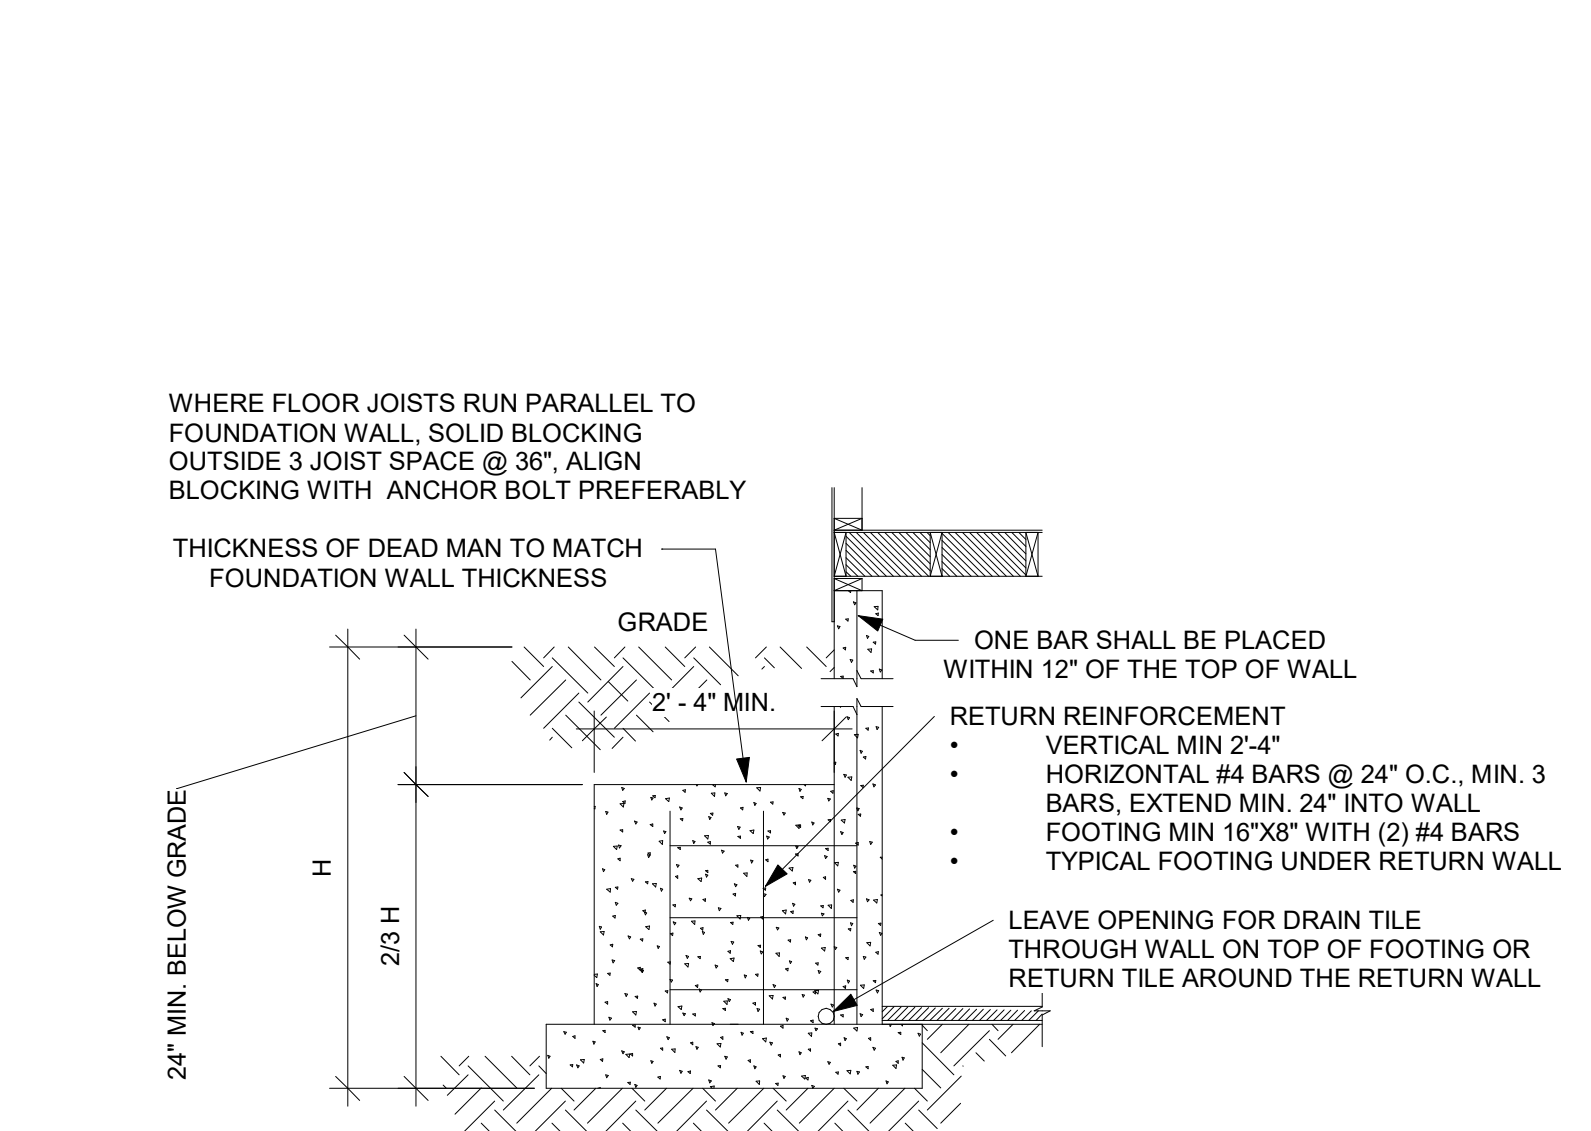 WHERE FLOOR JOISTS RUN PARALLEL TO
FOUNDATION WALL, SOLID BLOCKING
OUTSIDE 3 JOIST SPACE @ 36", ALIGN
BLOCKING WITH ANCHOR BOLT PREFERABLY
THICKNESS OF DEAD MAN TO MATCH
FOUNDATION WALL THICKNESS
GRADE
2' - 4" MIN.
24" MIN. BELOW GRADE
H
2/3 H
ONE BAR SHALL BE PLACED
WITHIN 12" OF THE TOP OF WALL
RETURN REINFORCEMENT
• VERTICAL MIN 2'-4"
• HORIZONTAL #4 BARS @ 24" O.C., MIN. 3
BARS, EXTEND MIN. 24" INTO WALL
• FOOTING MIN 16"X8" WITH (2) #4 BARS
• TYPICAL FOOTING UNDER RETURN WALL
LEAVE OPENING FOR DRAIN TILE
THROUGH WALL ON TOP OF FOOTING OR
RETURN TILE AROUND THE RETURN WALL